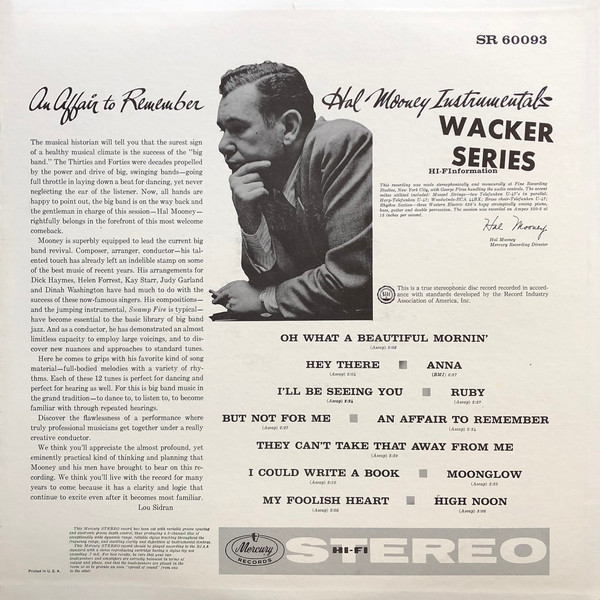 SR 60093
An Affair to Remember
Hal Mooney Instrumentals
WACKER
SERIES
HI-FI Information
This recording was made stereophonically and monaurally at Fine Recording
Studios, New York City, with George Piros handling the audio controls. The
Hal Mooney
Hal Mooney
Mercury Recording Director
The musical historian will tell you that the surest sign
of a healthy musical climate is the success of the "big
band." The Thirties and Forties were decades propelled
by the power and drive of big, swinging bands—going
full throttle in laying down a beat for dancing, yet never
neglecting the ear of the listener. Now, all hands are
happy to point out, the big band is on the way back and
the gentleman in charge of this session—Hal Mooney—
rightfully belongs in the forefront of this most welcome
comeback.
Mooney is superbly equipped to lead the current big
band revival. Composer, arranger, conductor—his tal-
ented touch has already left an indelible stamp on some
of the best music of recent years. His arrangements for
Dick Haymes, Helen Forrest, Kay Starr, Judy Garland
and Dinah Washington have had much to do with the
success of these now-famous singers. His compositions—
and the jumping instrumental, Swamp Fire is typical—
have become essential to the basic library of big band
jazz. And as a conductor, he has demonstrated an almost
limitless capacity to employ large voicings, and to dis-
cover new nuances and approaches to standard tunes.
Here he comes to grips with his favorite kind of song
material—full-bodied melodies with a variety of rhy-
thms. Each of these 12 tunes is perfect for dancing and
perfect for hearing as well. For this is big band music in
the grand tradition—to dance to, to listen to, to become
familiar with through repeated hearings.
Discover the flawlessness of a performance where
truly professional musicians get together under a really
creative conductor.
We think you'll appreciate the almost profound, yet
eminently practical kind of thinking and planning that
Mooney and his men have brought to bear on this re-
cording. We think you'll live with the record for many
years to come because it has a clarity and logic that
continue to excite even after it becomes most familiar.
Lou Sidran
This is a true stereophonic disc record recorded in accord-
ance with standards developed by the Record Industry
Association of America, Inc.
OH WHAT A BEAUTIFUL MORNIN'
HEY THERE ANNA
I'LL BE SEEING YOU RUBY
BUT NOT FOR ME AN AFFAIR TO REMEMBER
THEY CAN'T TAKE THAT AWAY FROM ME
I COULD WRITE A BOOK MOONGLOW
MY FOOLISH HEART HIGH NOON
Printed in U.S.A.
Mercury
RECORDS
HI-FI
STEREO